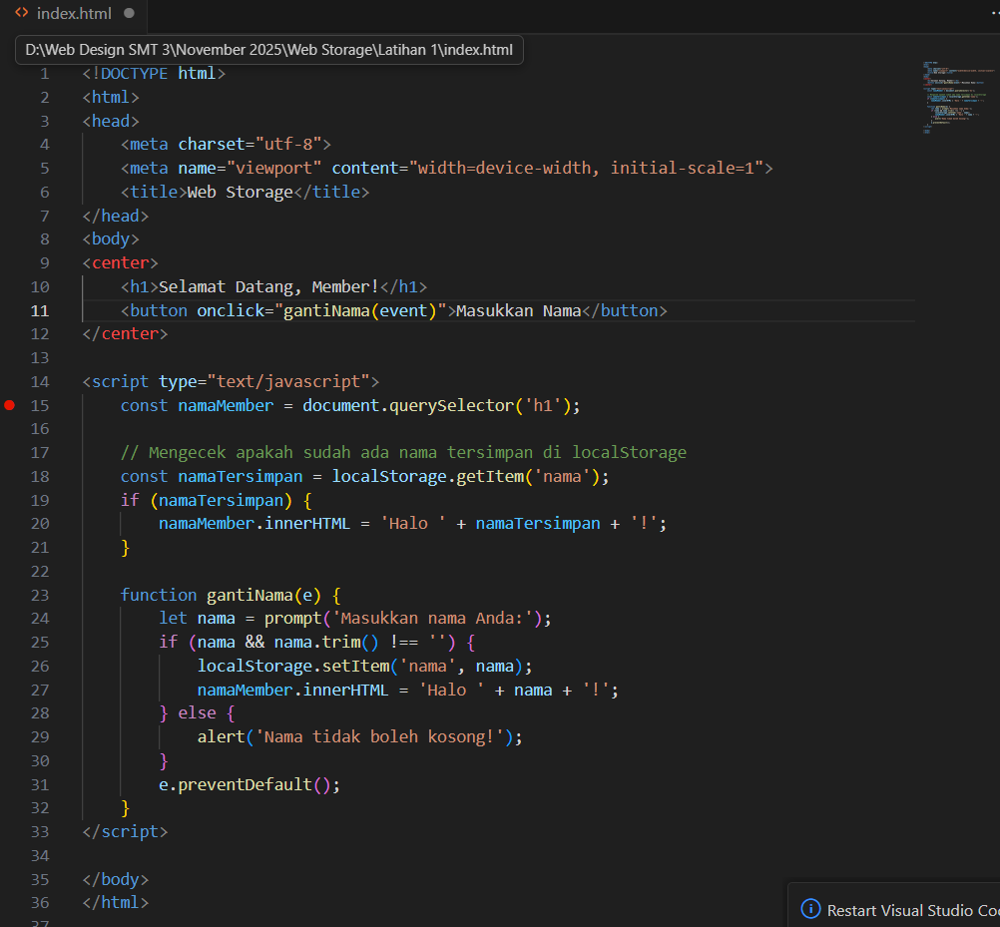 index.html
D:\Web Design SMT 3\November 2025\Web Storage\Latihan 1\index.html
1 <!DOCTYPE html>
2 <html>
3 <head>
4     <meta charset="utf-8">
5     <meta name="viewport" content="width=device-width, initial-scale=1">
6     <title>Web Storage</title>
7 </head>
8 <body>
9 <center>
10     <h1>Selamat Datang, Member!</h1>
11     <button onclick="gantiNama(event)">Masukkan Nama</button>
12 </center>
13
14 <script type="text/javascript">
15     const namaMember = document.querySelector('h1');
16
17     // Mengecek apakah sudah ada nama tersimpan di localStorage
18     const namaTersimpan = localStorage.getItem('nama');
19     if (namaTersimpan) {
20         namaMember.innerHTML = 'Halo ' + namaTersimpan + '!';
21     }
22
23     function gantiNama(e) {
24         let nama = prompt('Masukkan nama Anda:');
25         if (nama && nama.trim() !== '') {
26             localStorage.setItem('nama', nama);
27             namaMember.innerHTML = 'Halo ' + nama + '!';
28         } else {
29             alert('Nama tidak boleh kosong!');
30         }
31         e.preventDefault();
32     }
33 </script>
34
35 </body>
36 </html>
37
Restart Visual Studio Co